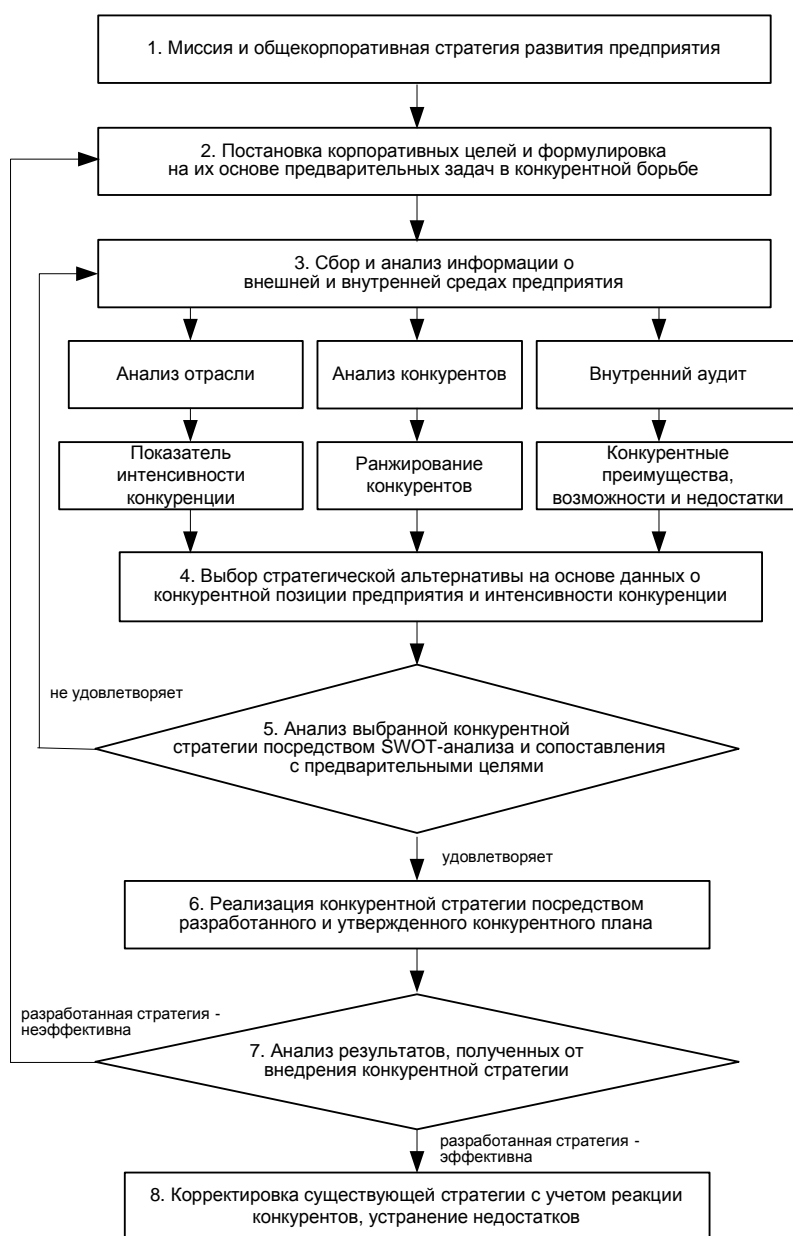 1. Миссия и общекорпоративная стратегия развития предприятия
2. Постановка корпоративных целей и формулировка
на их основе предварительных задач в конкурентной борьбе
3. Сбор и анализ информации о
внешней и внутренней средах предприятия
Анализ отрасли
Анализ конкурентов
Внутренний аудит
Показатель
интенсивности
конкуренции
Ранжирование
конкурентов
Конкурентные
преимущества,
возможности и недостатки
4. Выбор стратегической альтернативы на основе данных о
конкурентной позиции предприятия и интенсивности конкуренции
не удовлетворяет
5. Анализ выбранной конкурентной
стратегии посредством SWOT-анализа и сопоставления
с предварительными целями
удовлетворяет
6. Реализация конкурентной стратегии посредством
разработанного и утвержденного конкурентного плана
разработанная стратегия -
неэффективна
7. Анализ результатов, полученных от
внедрения конкурентной стратегии
разработанная стратегия -
эффективна
8. Корректировка существующей стратегии с учетом реакции
конкурентов, устранение недостатков